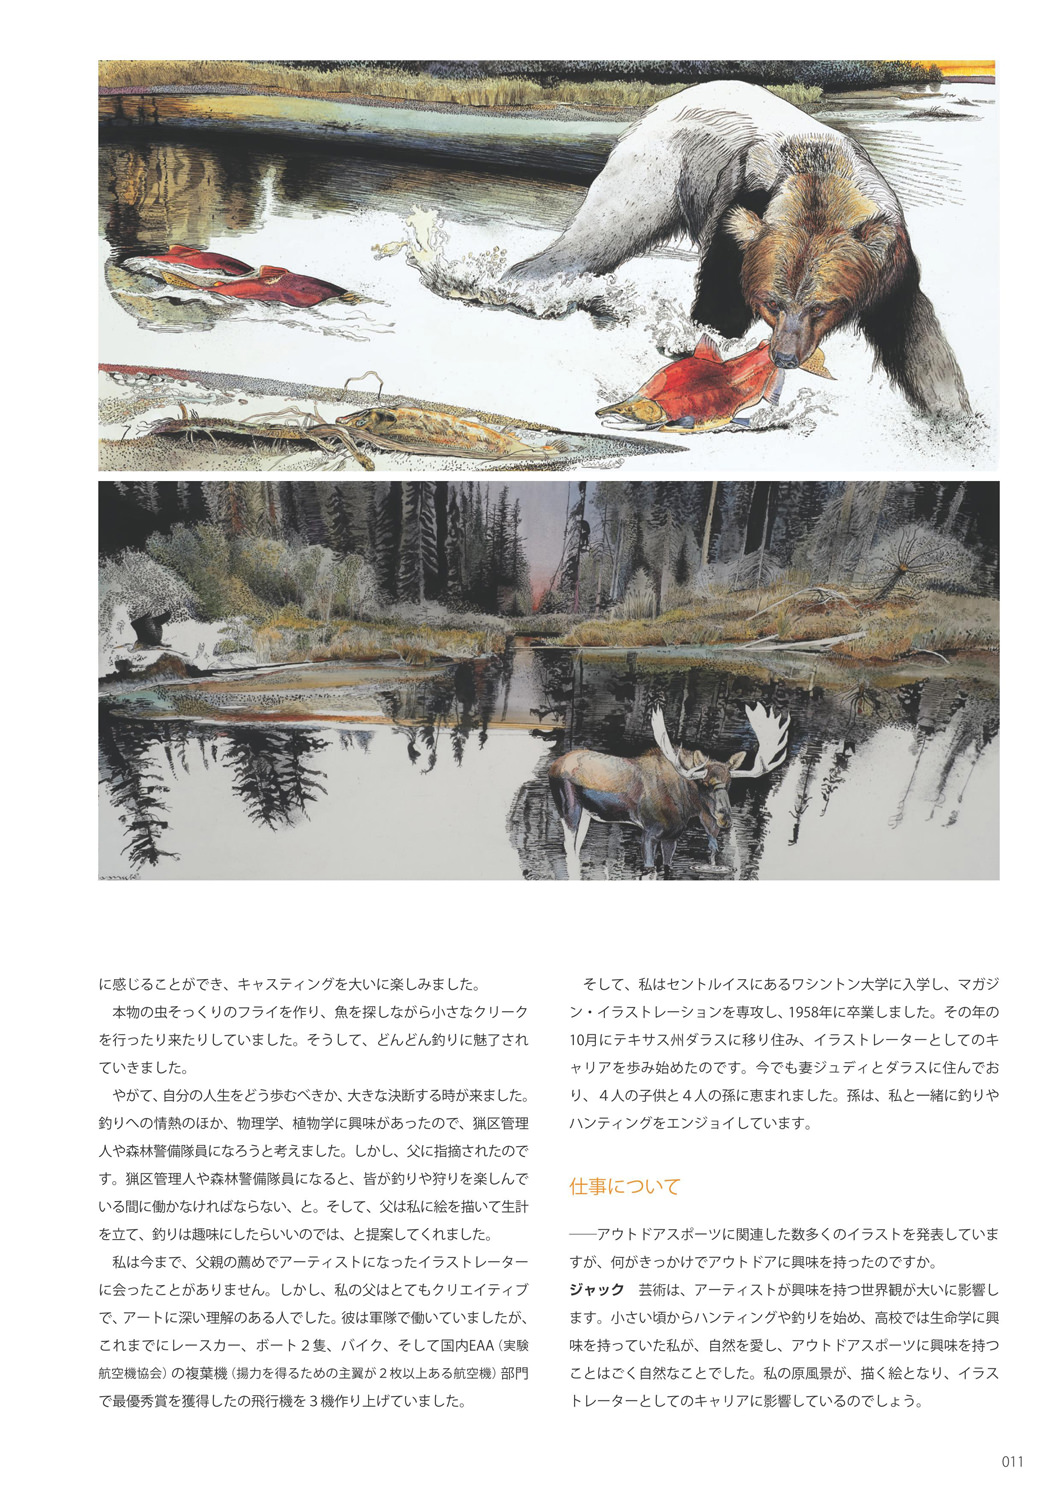 に感じることができ、キャスティングを大いに楽しみました。
　本物の虫そっくりのフライを作り、魚を探しながら小さなクリーク
を行ったり来たりしていました。そうして、どんどん釣りに魅了され
ていきました。
　やがて、自分の人生をどう歩むべきか、大きな決断する時が来ました。
釣りへの情熱のほか、物理学、植物学に興味があったので、猟区管理
人や森林警備隊員になろうと考えました。しかし、父に指摘されたので
す。猟区管理人や森林警備隊員になると、皆が釣りや狩りを楽しんで
いる間に働かなければならない、と。そして、父は私に絵を描いて生計
を立て、釣りは趣味にしたらいいのでは、と提案してくれました。
　私は今まで、父親の薦めでアーティストになったイラストレーター
に会ったことがありません。しかし、私の父はとてもクリエイティブ
で、アートに深い理解のある人でした。彼は軍隊で働いていましたが、
これまでにレースカー、ボート２隻、バイク、そして国内EAA（実験
航空機協会）の複葉機（揚力を得るための主翼が２枚以上ある航空機）部門
で最優秀賞を獲得したの飛行機を３機作り上げていました。
　そして、私はセントルイスにあるワシントン大学に入学し、マガジ
ン・イラストレーションを専攻し、1958年に卒業しました。その年の
10月にテキサス州ダラスに移り住み、イラストレーターとしてのキ
ャリアを歩み始めたのです。今でも妻ジュディとダラスに住んでお
り、４人の子供と４人の孫に恵まれました。孫は、私と一緒に釣りや
ハンティングをエンジョイしています。
仕事について
──アウトドアスポーツに関連した数多くのイラストを発表していま
すが、何がきっかけでアウトドアに興味を持ったのですか。
ジャック　芸術は、アーティストが興味を持つ世界観が大いに影響し
ます。小さい頃からハンティングや釣りを始め、高校では生命学に興
味を持っていた私が、自然を愛し、アウトドアスポーツに興味を持つ
ことはごく自然なことでした。私の原風景が、描く絵となり、イラス
トレーターとしてのキャリアに影響しているのでしょう。
011